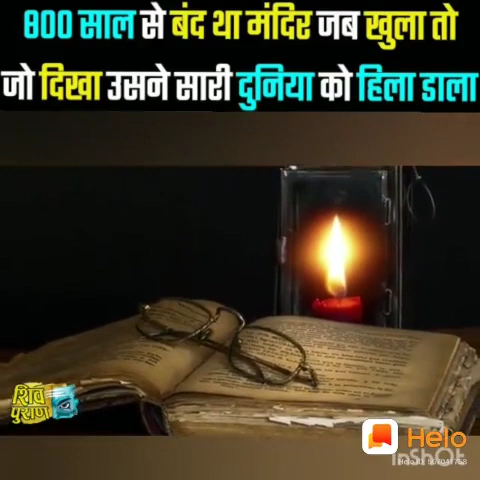 800 साल से बंद था मंदिर जब खुला तो
जो दिखा उसने सारी दुनिया को हिला डाला
शिव
पुराण
Helo
InShOt